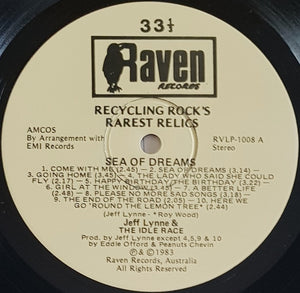 33⅓
Raven
RECORDS
RECYCLING ROCK'S
RAREST RELICS
AMCOS
By Arrangement with
EMI Records
RVLP-1008 A
Stereo
SEA OF DREAMS
1. COME WITH ME (2.45) — 2. SEA OF DREAMS (3.14) —
3. GOING HOME (3.45) — 4. THE LADY WHO SAID SHE COULD
FLY (2.17) — 5. HAPPY BIRTHDAY/THE BIRTHDAY* (3.22)
6. GIRL AT THE WINDOW (3.45) — 7. A BETTER LIFE
(2.48) — 8. PLEASE NO MORE SAD SONGS (3.18) —
9. THE END OF THE ROAD (2.05) — 10. HERE WE
GO 'ROUND THE LEMON TREE* (2.44)
(Jeff Lynne - *Roy Wood)
Jeff Lynne &
THE IDLE RACE
Prod. by Jeff Lynne except 4,5,9 & 10
by Eddie Offord & Peanuts Chevin
℗ & © 1983
Raven Records, Australia
All Rights Reserved